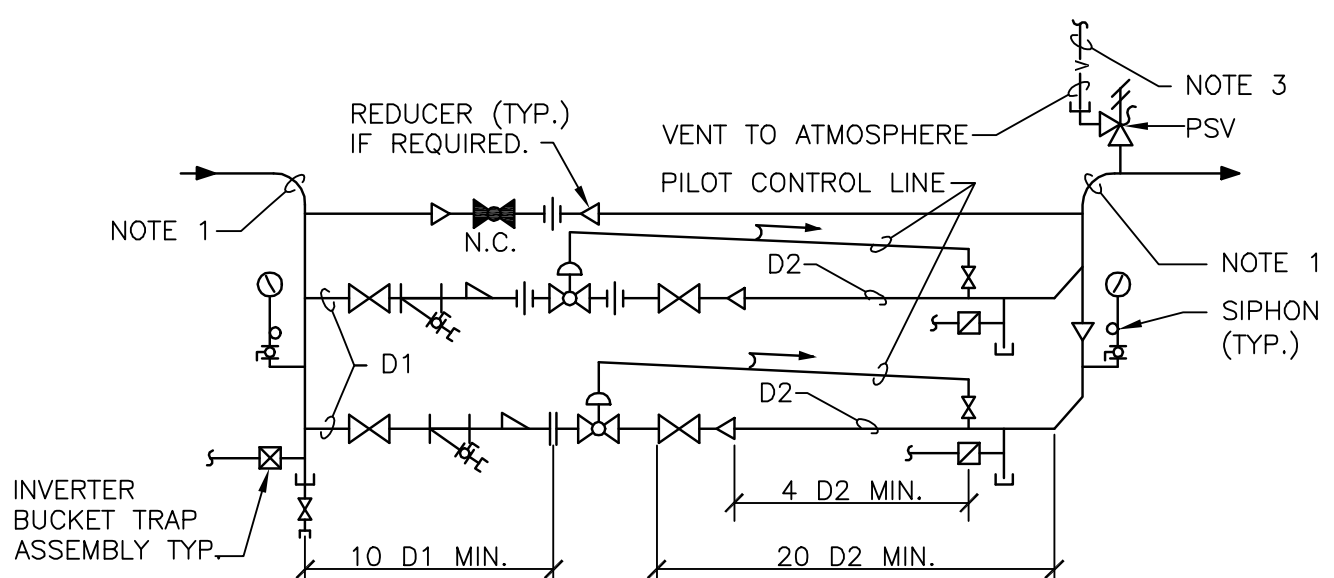 NOTE 3
REDUCER (TYP.)
IF REQUIRED.
VENT TO ATMOSPHERE
PSV
PILOT CONTROL LINE
NOTE 1
N.C.
D2
NOTE 1
SIPHON
(TYP.)
D1
D2
INVERTER
BUCKET TRAP
ASSEMBLY TYP.
4 D2 MIN.
10 D1 MIN.
20 D2 MIN.
V